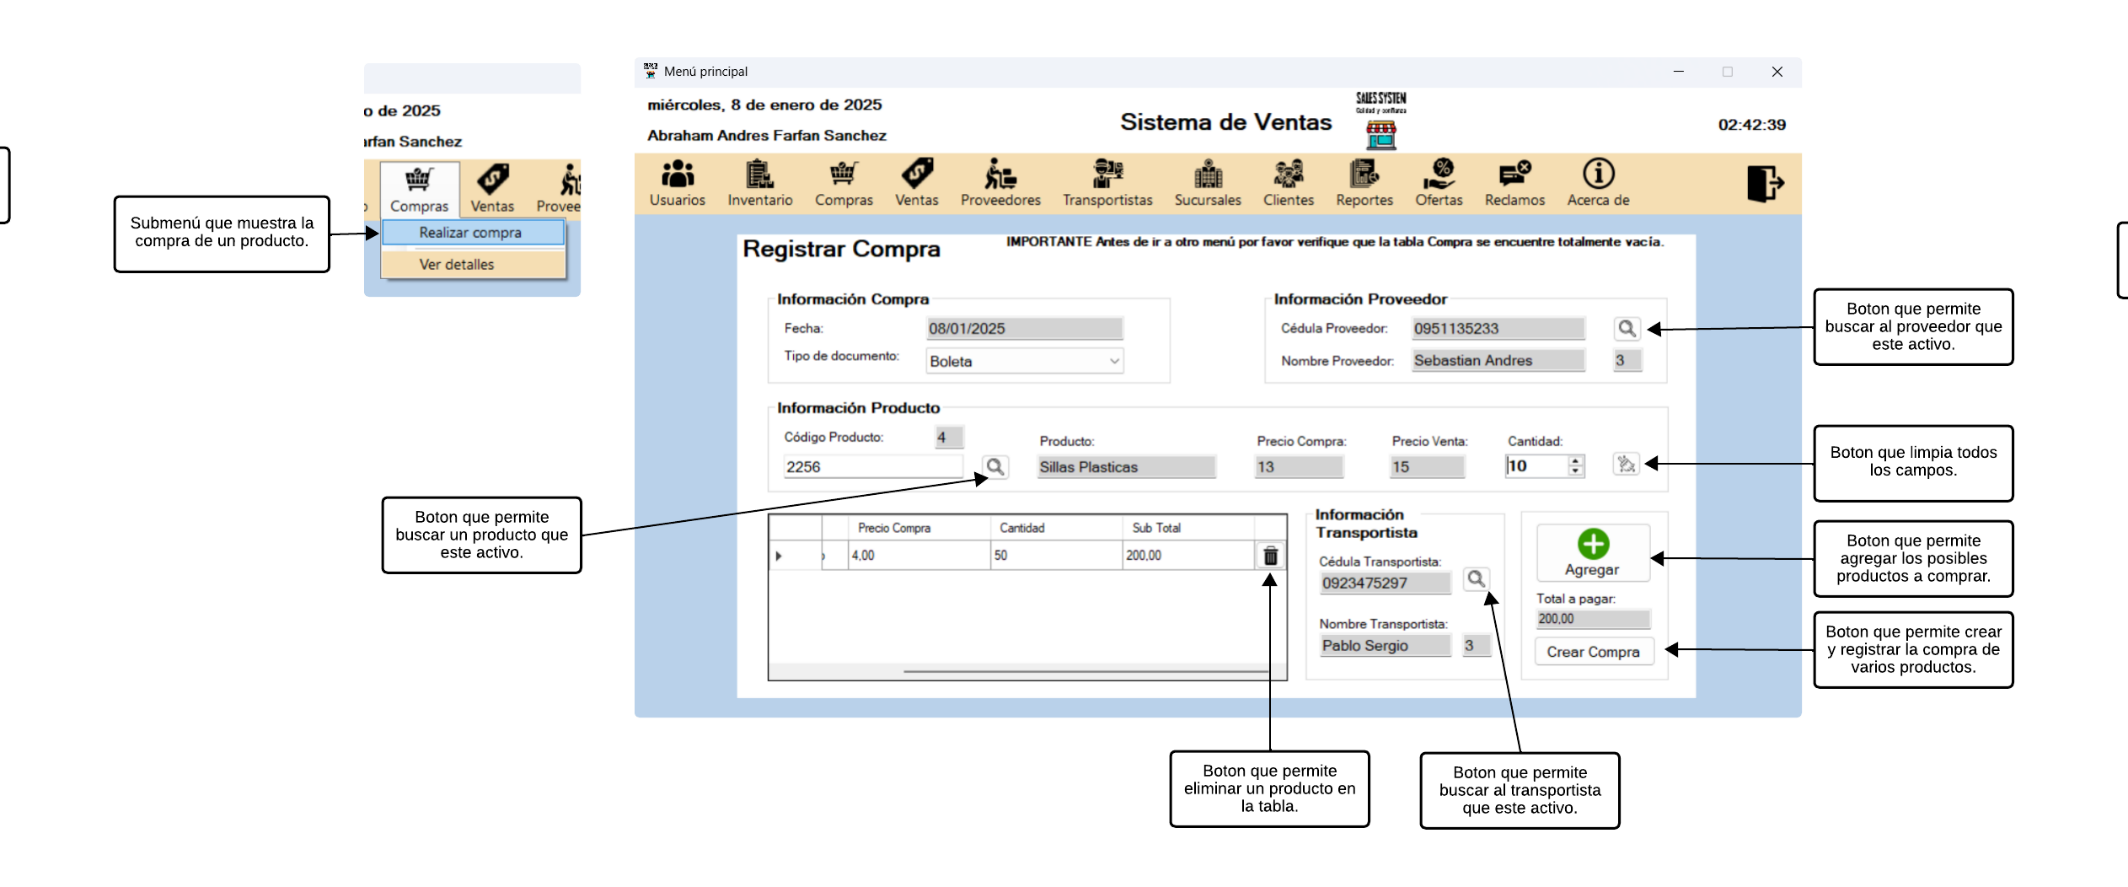 Submenú que muestra la
compra de un producto.
o de 2025
arfan Sanchez
Compras
Ventas
Provee
Realizar compra
Ver detalles
Menú principal
miércoles, 8 de enero de 2025
Abraham Andres Farfan Sanchez
Sistema de Ventas
SALES SYSTEM
Calidad y confianza
02:42:39
Usuarios
Inventario
Compras
Ventas
Proveedores
Transportistas
Sucursales
Clientes
Reportes
Ofertas
Reclamos
Acerca de
Registrar Compra
IMPORTANTE Antes de ir a otro menú por favor verifique que la tabla Compra se encuentre totalmente vacía.
Información Compra
Fecha:
08/01/2025
Tipo de documento:
Boleta
Información Proveedor
Cédula Proveedor:
0951135233
Nombre Proveedor:
Sebastian Andres
3
Información Producto
Código Producto:
4
2256
Producto:
Sillas Plasticas
Precio Compra:
13
Precio Venta:
15
Cantidad:
10
Precio Compra
Cantidad
Sub Total
4,00
50
200,00
Información
Transportista
Cédula Transportista:
0923475297
Nombre Transportista:
Pablo Sergio
3
Agregar
Total a pagar:
200,00
Crear Compra
Boton que permite
buscar al proveedor que
este activo.
Boton que limpia todos
los campos.
Boton que permite
agregar los posibles
productos a comprar.
Boton que permite crear
y registrar la compra de
varios productos.
Boton que permite
buscar un producto que
este activo.
Boton que permite
eliminar un producto en
la tabla.
Boton que permite
buscar al transportista
que este activo.